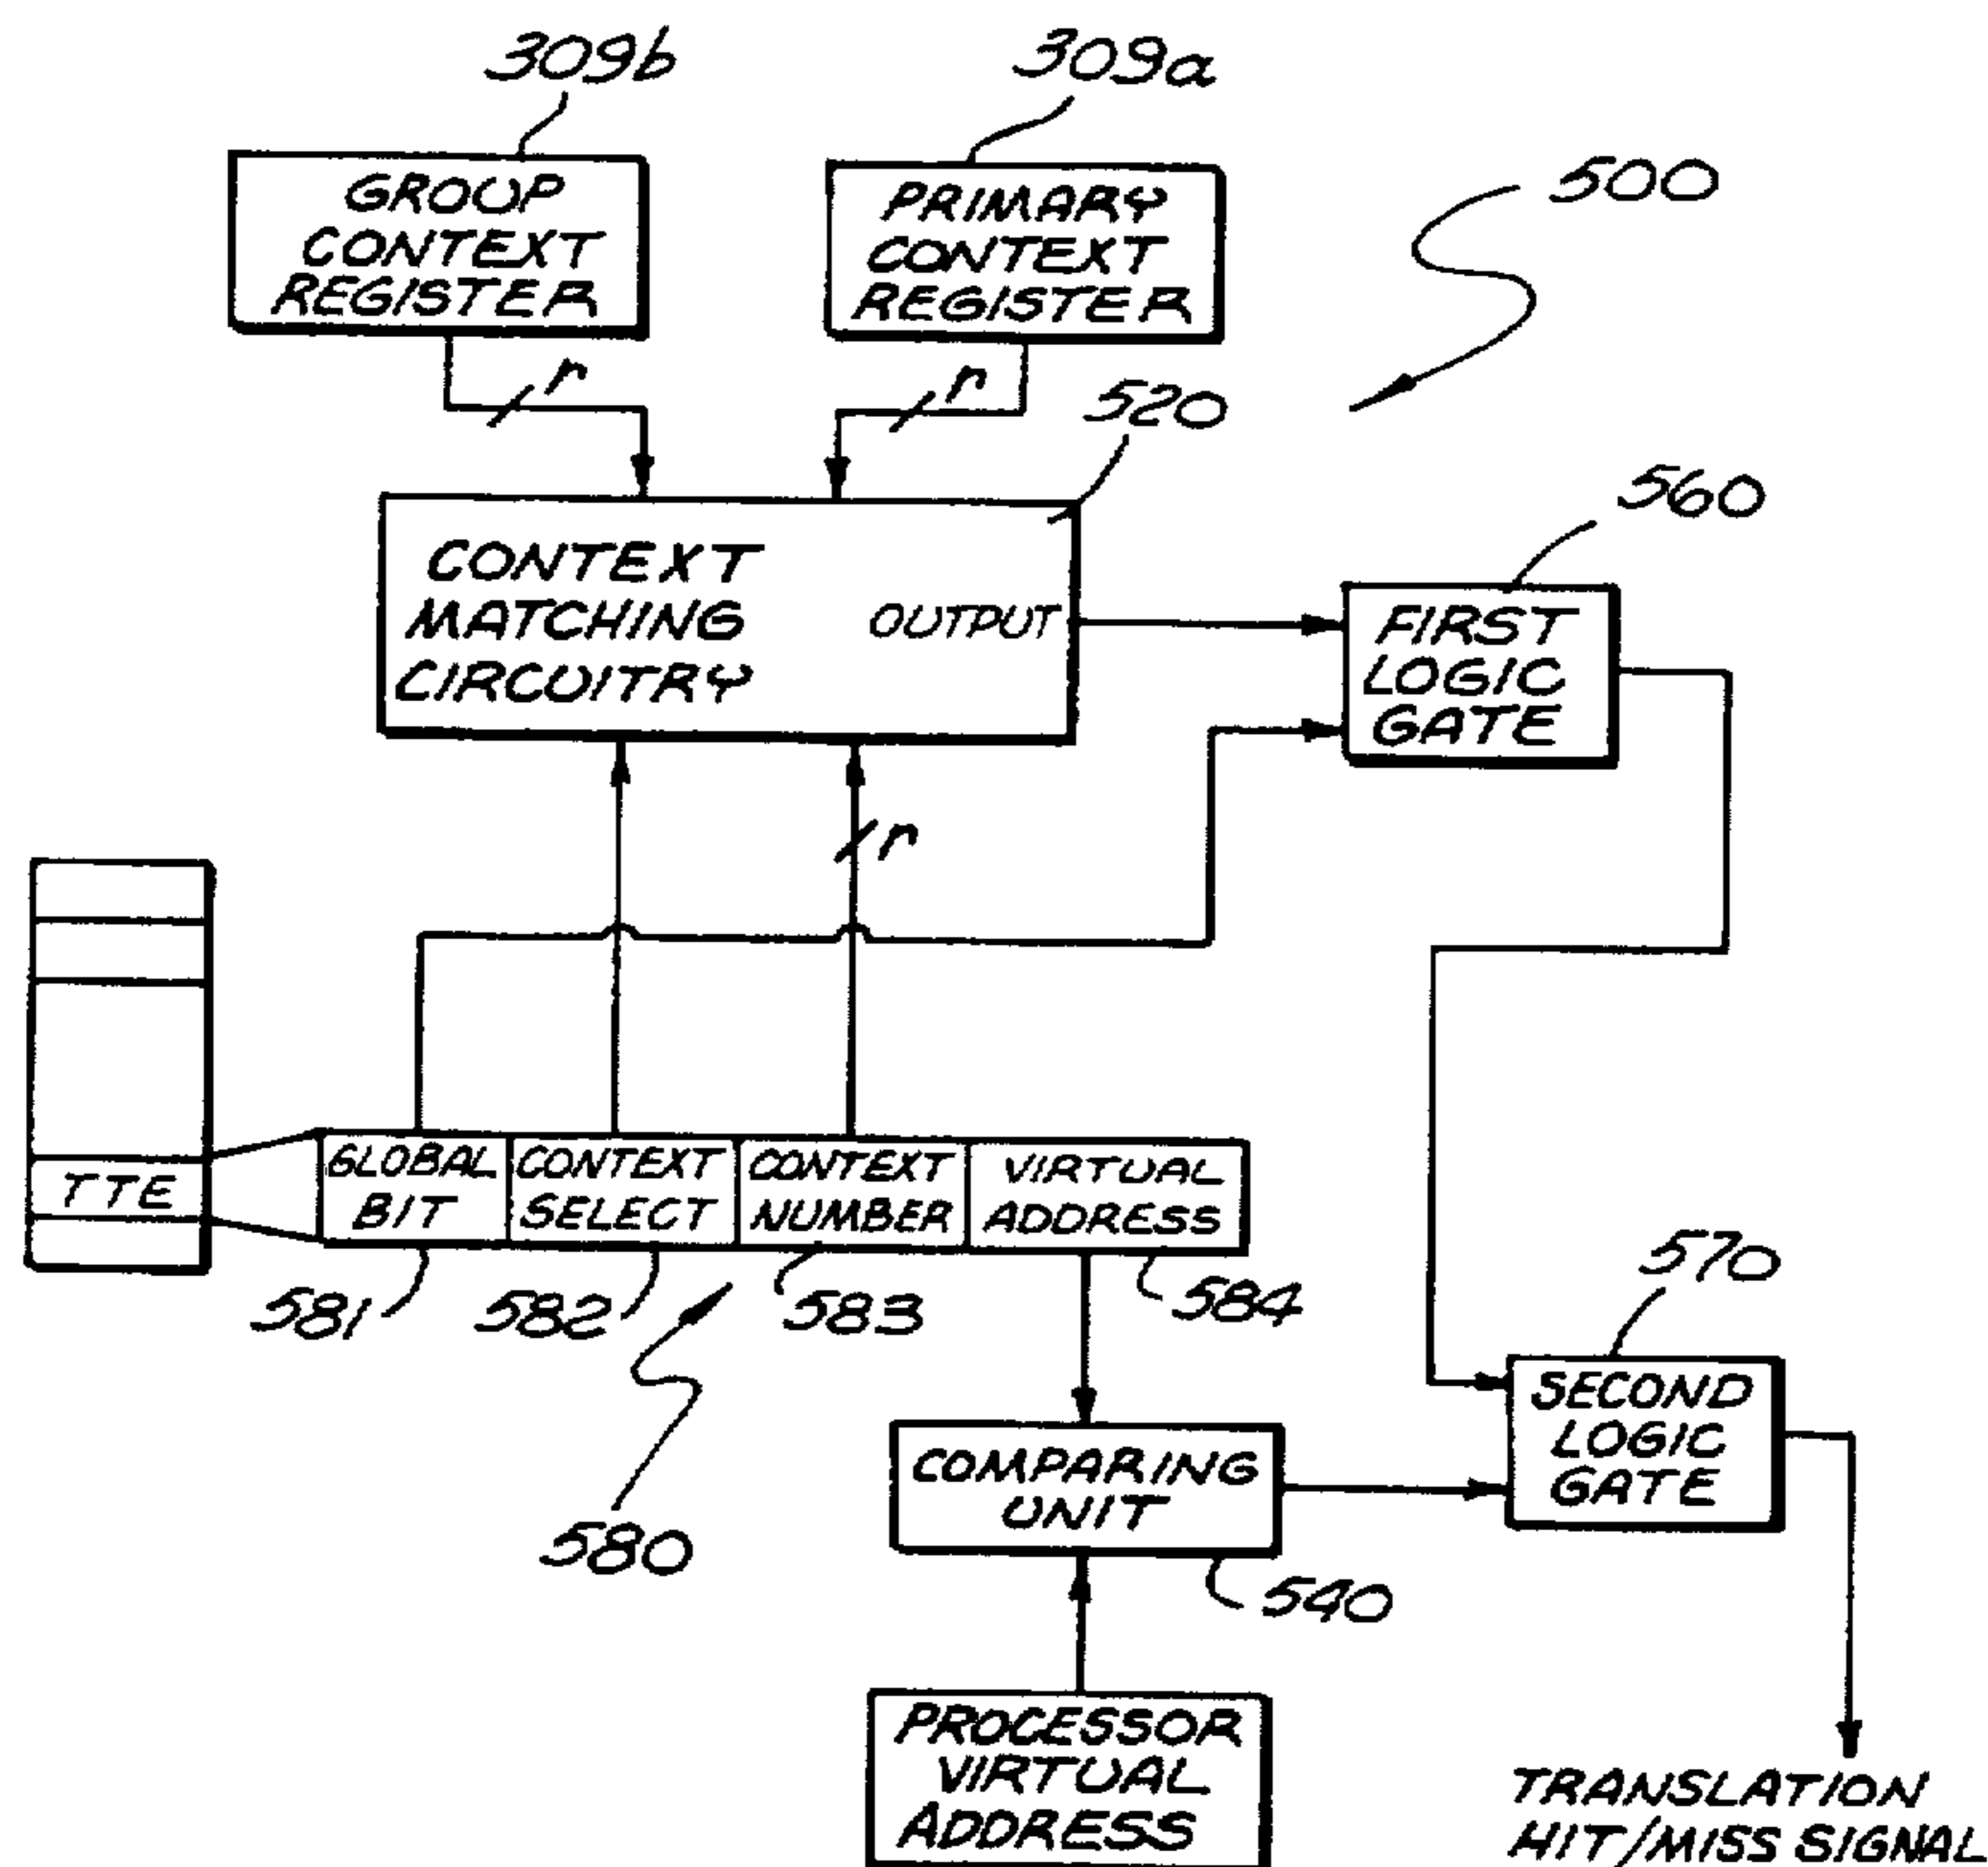 309b
309a
GROUP
CONTEXT
REGISTER
PRIMARY
CONTEXT
REGISTER
500
r
r
520
560
CONTEXT
MATCHING
CIRCUITRY
OUTPUT
FIRST
LOGIC
GATE
r
TTE
GLOBAL
BIT
CONTEXT
SELECT
CONTEXT
NUMBER
VIRTUAL
ADDRESS
581
582
583
584
580
570
SECOND
LOGIC
GATE
COMPARING
UNIT
540
PROCESSOR
VIRTUAL
ADDRESS
TRANSLATION
HIT/MISS SIGNAL